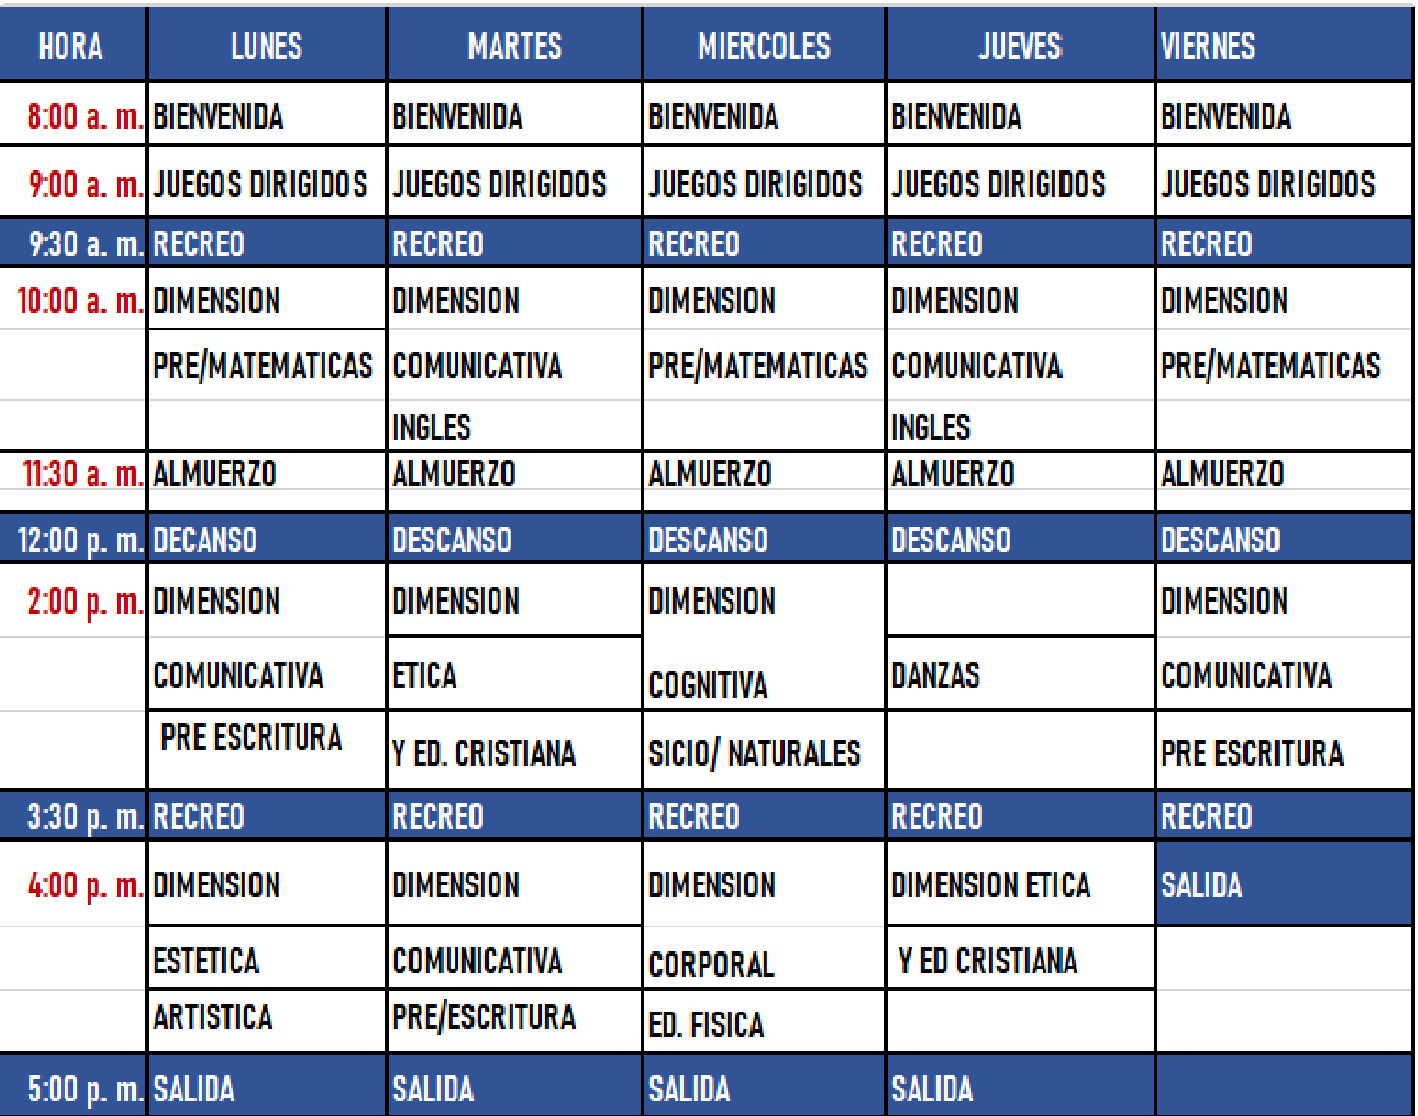 HORA LUNES MARTES MIERCOLES JUEVES VIERNES
8:00 a. m. BIENVENIDA BIENVENIDA BIENVENIDA BIENVENIDA BIENVENIDA
9:00 a. m. JUEGOS DIRIGIDOS JUEGOS DIRIGIDOS JUEGOS DIRIGIDOS JUEGOS DIRIGIDOS JUEGOS DIRIGIDOS
9:30 a. m. RECREO RECREO RECREO RECREO RECREO
10:00 a. m. DIMENSION DIMENSION DIMENSION DIMENSION DIMENSION
PRE/MATEMATICAS COMUNICATIVA PRE/MATEMATICAS COMUNICATIVA PRE/MATEMATICAS
INGLES INGLES
11:30 a. m. ALMUERZO ALMUERZO ALMUERZO ALMUERZO ALMUERZO
12:00 p. m. DECANSO DESCANSO DESCANSO DESCANSO DESCANSO
2:00 p. m. DIMENSION DIMENSION DIMENSION DIMENSION
COMUNICATIVA ETICA COGNITIVA DANZAS COMUNICATIVA
PRE ESCRITURA Y ED. CRISTIANA SICIO/ NATURALES PRE ESCRITURA
3:30 p. m. RECREO RECREO RECREO RECREO RECREO
4:00 p. m. DIMENSION DIMENSION DIMENSION DIMENSION ETICA SALIDA
ESTETICA COMUNICATIVA CORPORAL Y ED CRISTIANA
ARTISTICA PRE/ESCRITURA ED. FISICA
5:00 p. m. SALIDA SALIDA SALIDA SALIDA